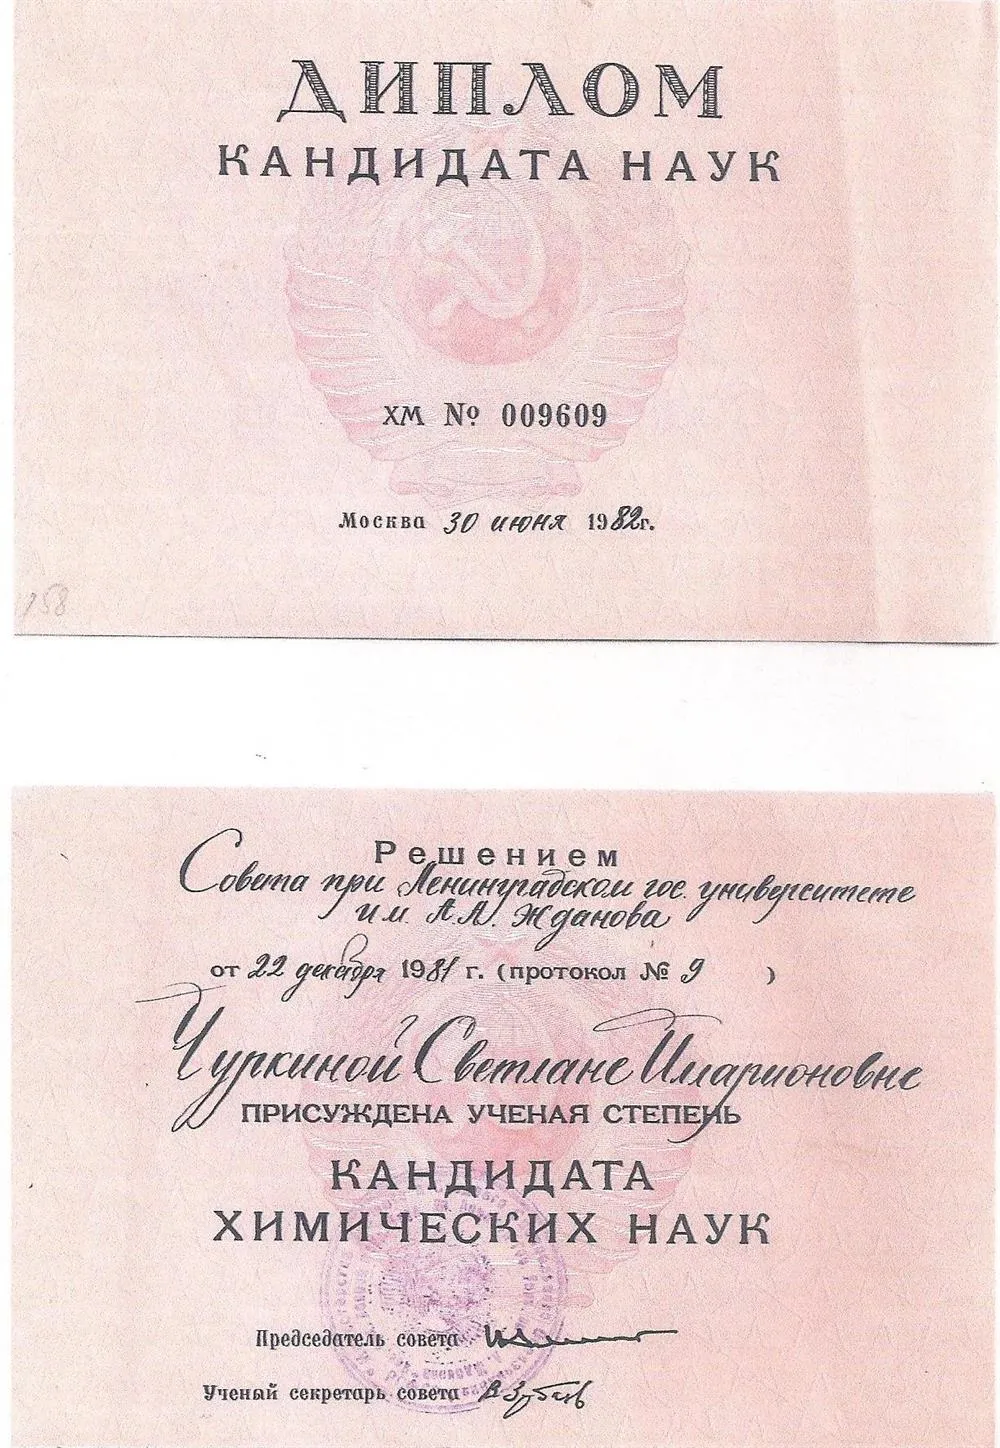 ДИПЛОМ
КАНДИДАТА НАУК
ХМ № 009609
Москва 30 июня 1982г.
158
Решением
Совета при Ленинградском гос. университете
им. А.А. Жданова
от 22 декабря 1981 г. (протокол № 9 )
Чуркиной Светлане Иларионовне
ПРИСУЖДЕНА УЧЕНАЯ СТЕПЕНЬ
КАНДИДАТА
ХИМИЧЕСКИХ НАУК
Председатель совета
Ученый секретарь совета